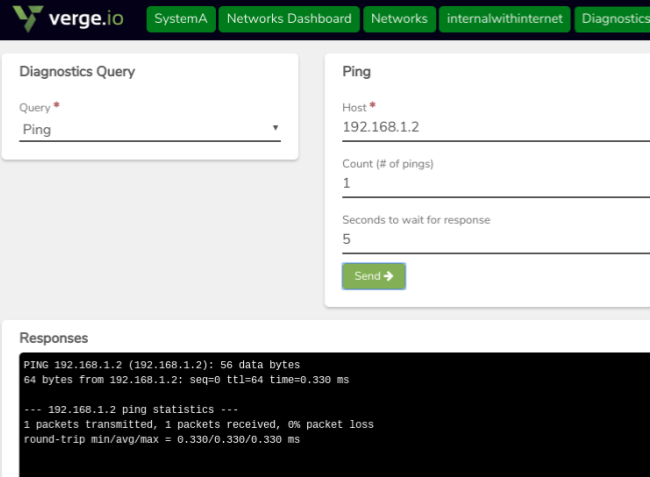 verge.io SystemA Networks Dashboard Networks internalwithinternet Diagnostics
Diagnostics Query
Query *
Ping
Ping
Host *
192.168.1.2
Count (# of pings)
1
Seconds to wait for response
5
Send
Responses
PING 192.168.1.2 (192.168.1.2): 56 data bytes
64 bytes from 192.168.1.2: seq=0 ttl=64 time=0.330 ms
--- 192.168.1.2 ping statistics ---
1 packets transmitted, 1 packets received, 0% packet loss
round-trip min/avg/max = 0.330/0.330/0.330 ms